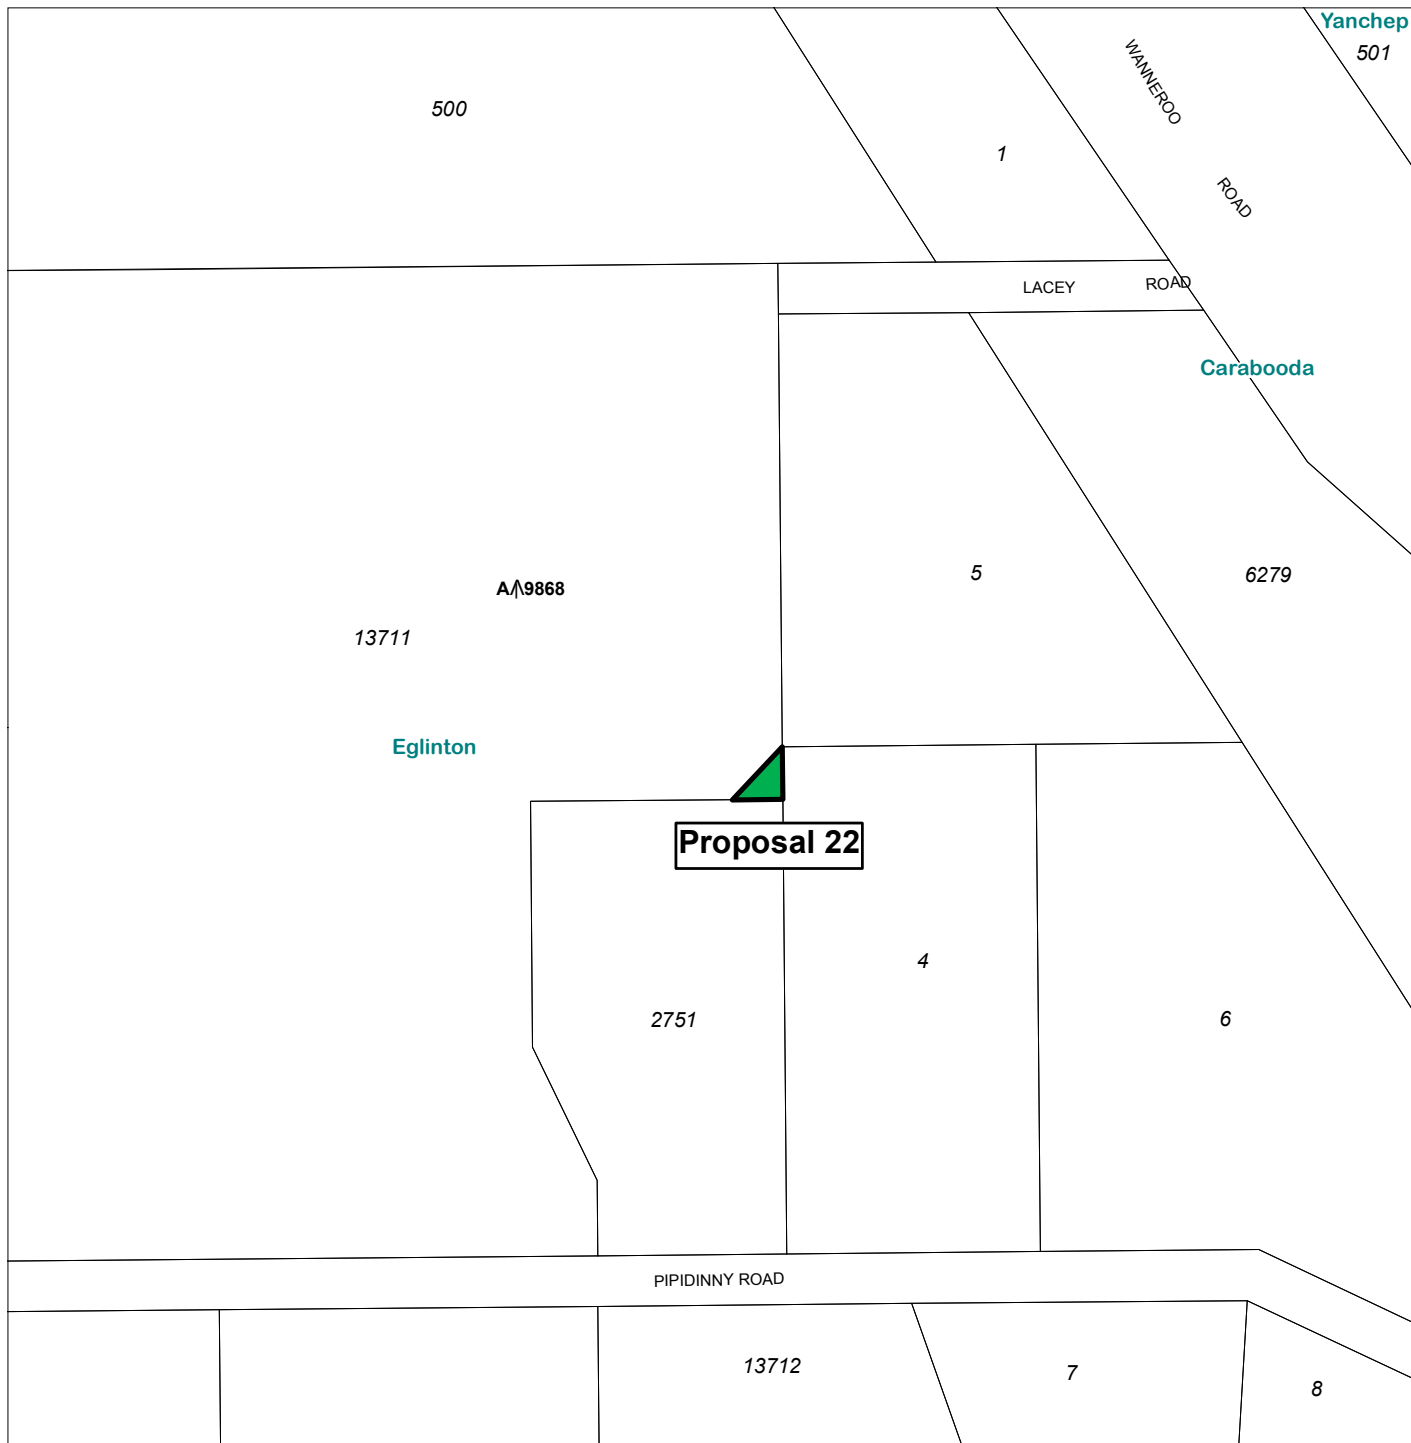 Yanchep
501
WANNEROO
500
1
ROAD
LACEY ROAD
Carabooda
5
6279
A/|\9868
13711
Eglinton
Proposal 22
4
2751
6
PIPIDINNY ROAD
13712
7
8